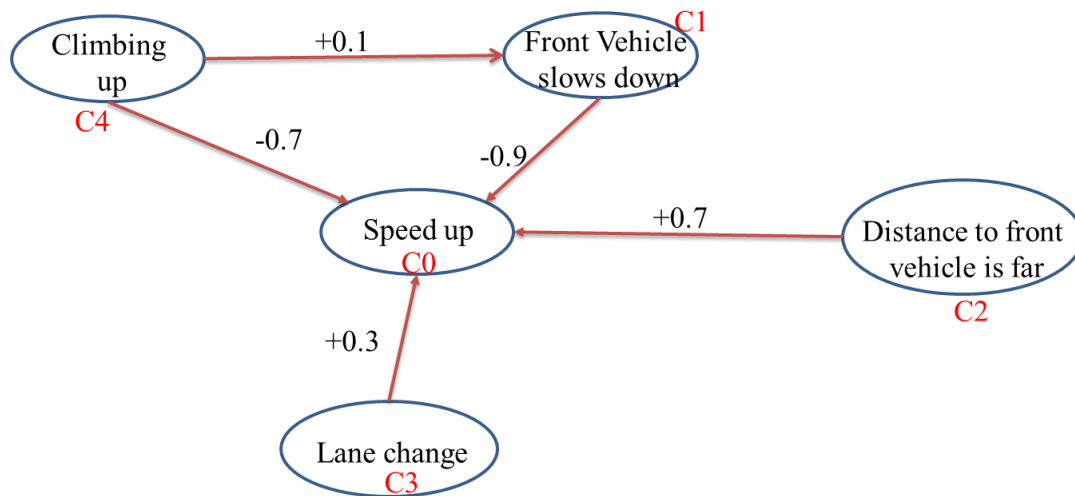 Climbing
up
C4
+0.1
C1
Front Vehicle
slows down
-0.7
-0.9
Speed up
C0
+0.7
Distance to front
vehicle is far
C2
+0.3
Lane change
C3